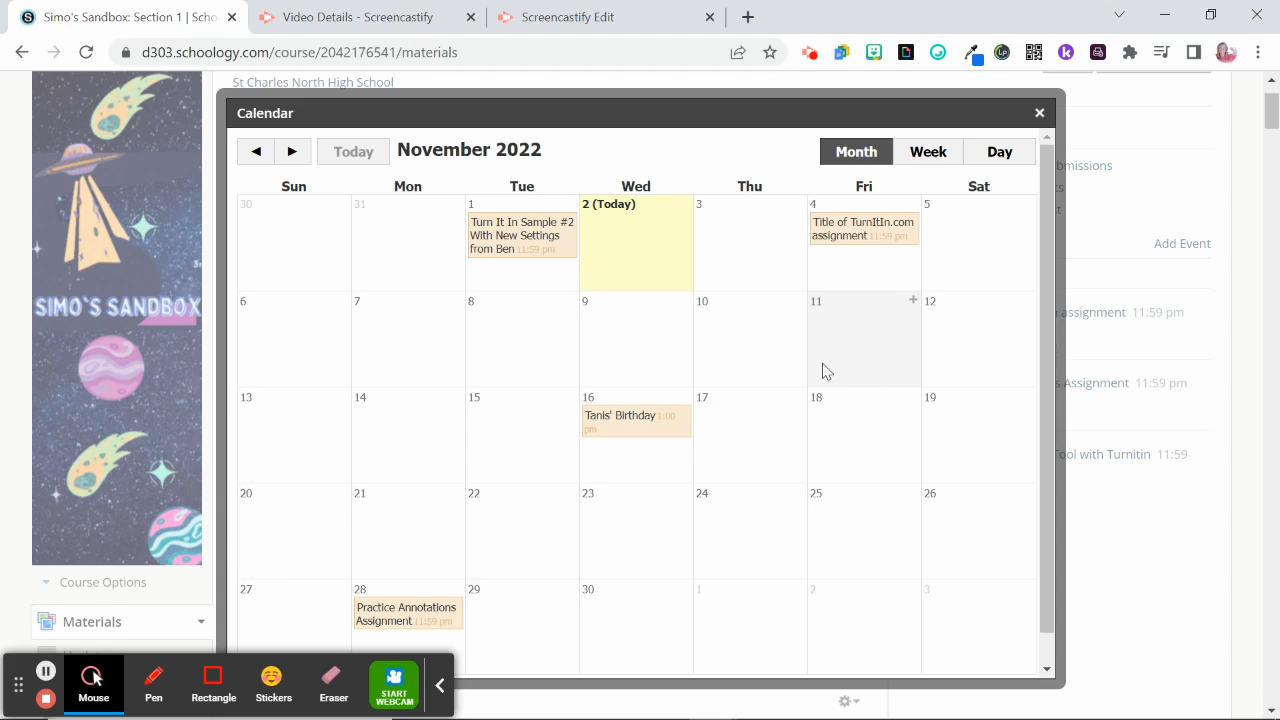 Simo's Sandbox: Section 1 | Scho
Video Details - Screencastify
Screencastify Edit
d303.schoology.com/course/2042176541/materials
St Charles North High School
Calendar
Today
November 2022
Month
Week
Day
Sun
Mon
Tue
Wed
Thu
Fri
Sat
30
31
1
2 (Today)
3
4
5
Turn It In Sample #2
With New Settings
from Ben 11:59 pm
Title of TurnItIn.com
assignment 11:59 pm
6
7
8
9
10
11
12
13
14
15
16
17
18
19
Tanis' Birthday 1:00
pm
20
21
22
23
24
25
26
27
28
29
30
1
2
3
Practice Annotations
Assignment 11:59 pm
bmissions
Add Event
assignment 11:59 pm
s Assignment 11:59 pm
Tool with Turnitin 11:59
SIMO'S SANDBOX
Course Options
Materials
Mouse
Pen
Rectangle
Stickers
Eraser
START
WEBCAM